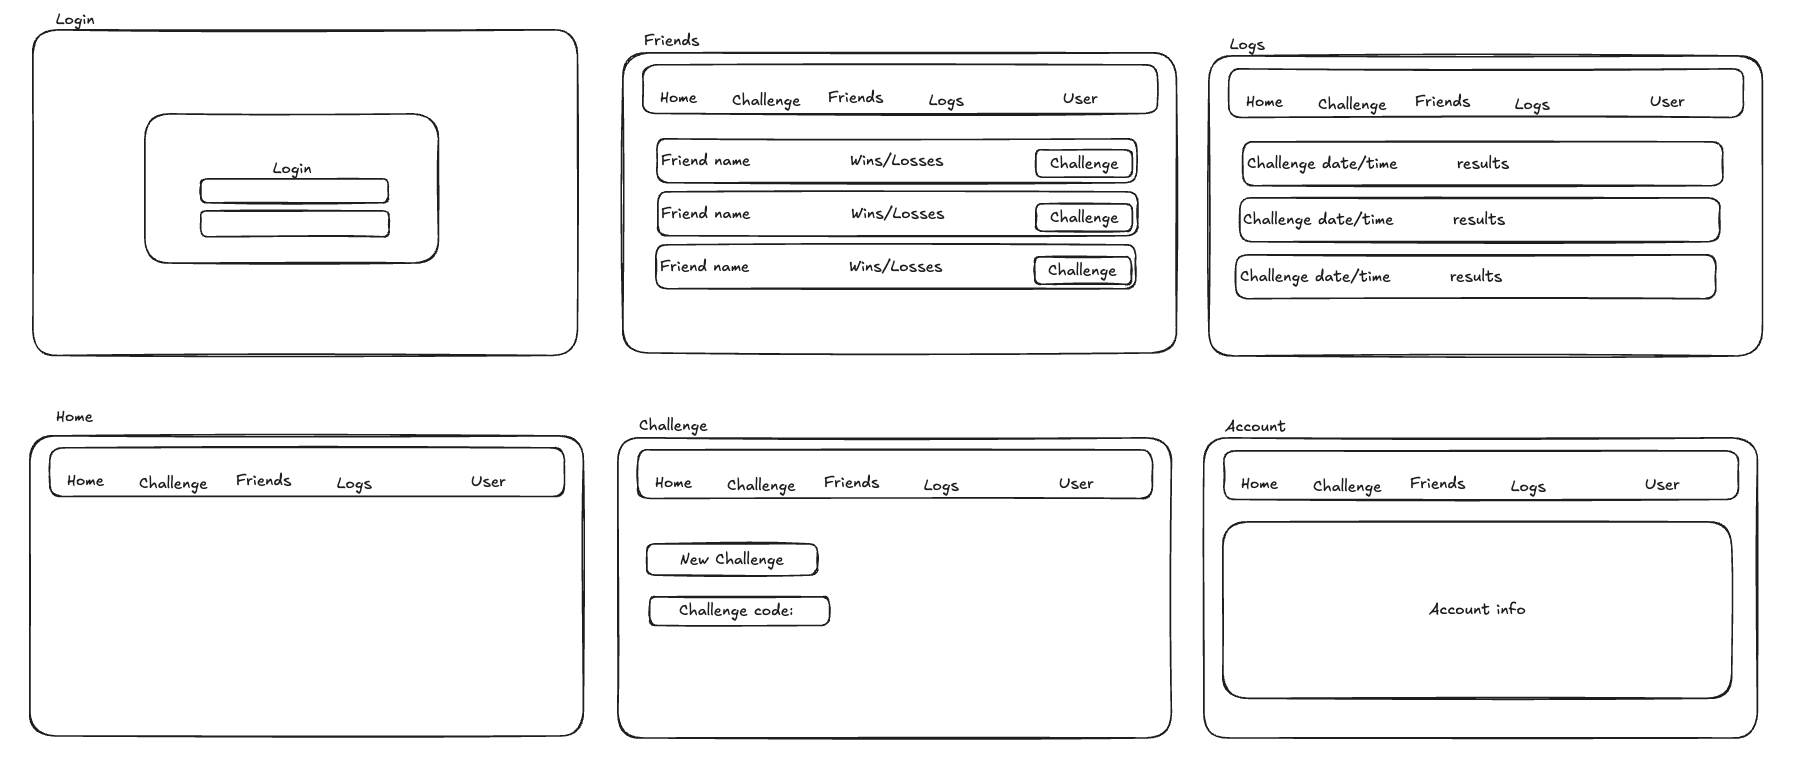 Login
Login
Friends
Home Challenge Friends Logs User
Friend name Wins/Losses Challenge
Friend name Wins/Losses Challenge
Friend name Wins/Losses Challenge
Logs
Home Challenge Friends Logs User
Challenge date/time results
Challenge date/time results
Challenge date/time results
Home
Home Challenge Friends Logs User
Challenge
Home Challenge Friends Logs User
New Challenge
Challenge code:
Account
Home Challenge Friends Logs User
Account info